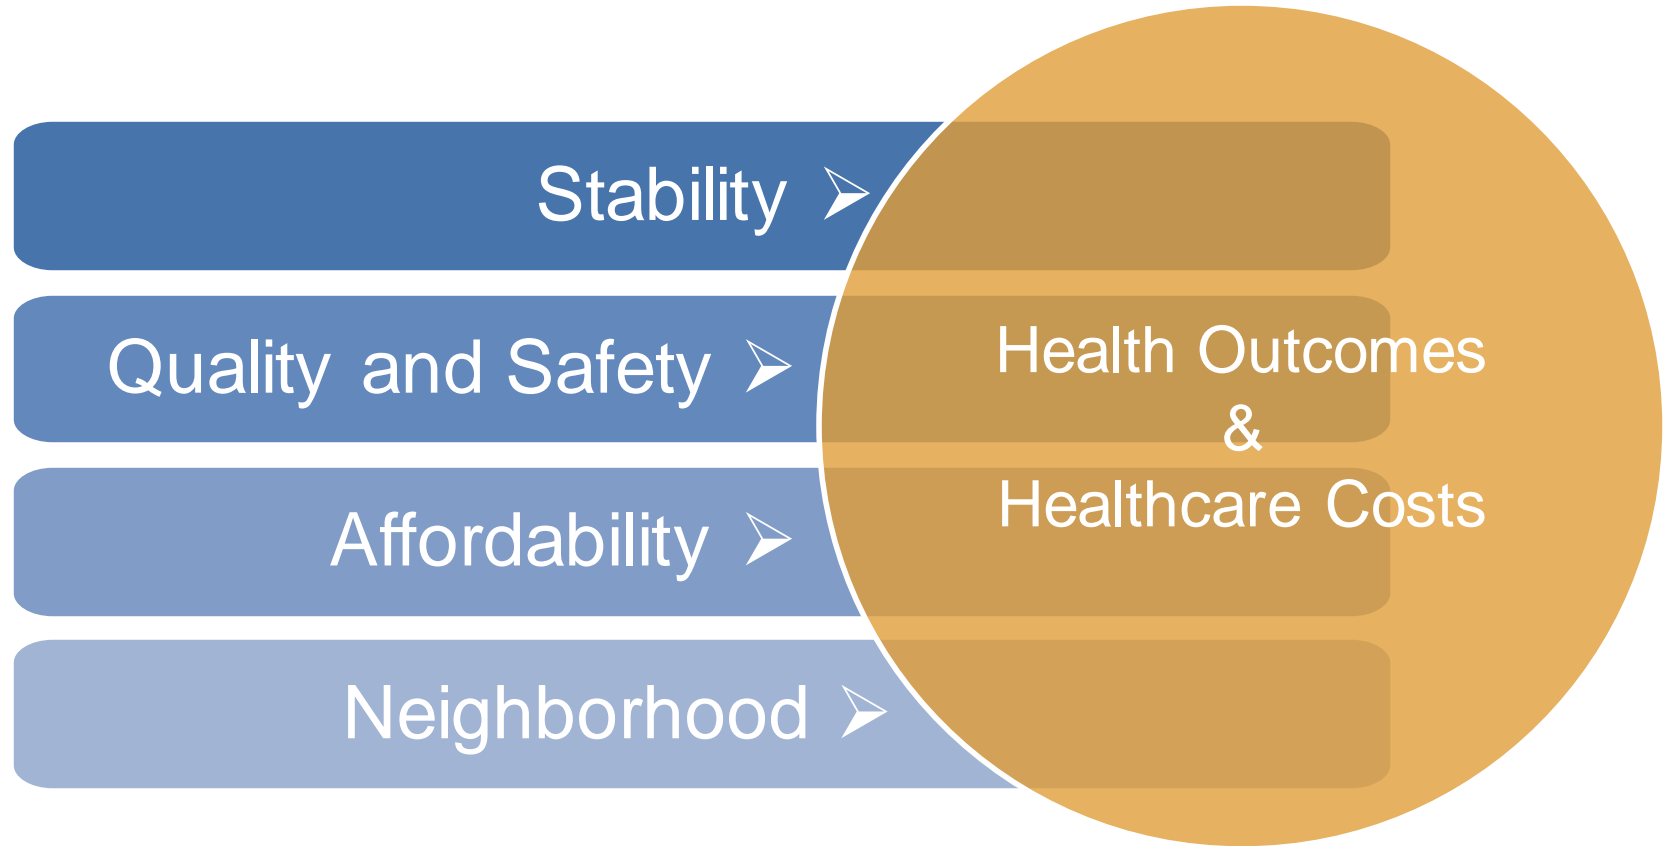 Stability ➢
Quality and Safety ➢
Affordability ➢
Neighborhood ➢
Health Outcomes
&
Healthcare Costs